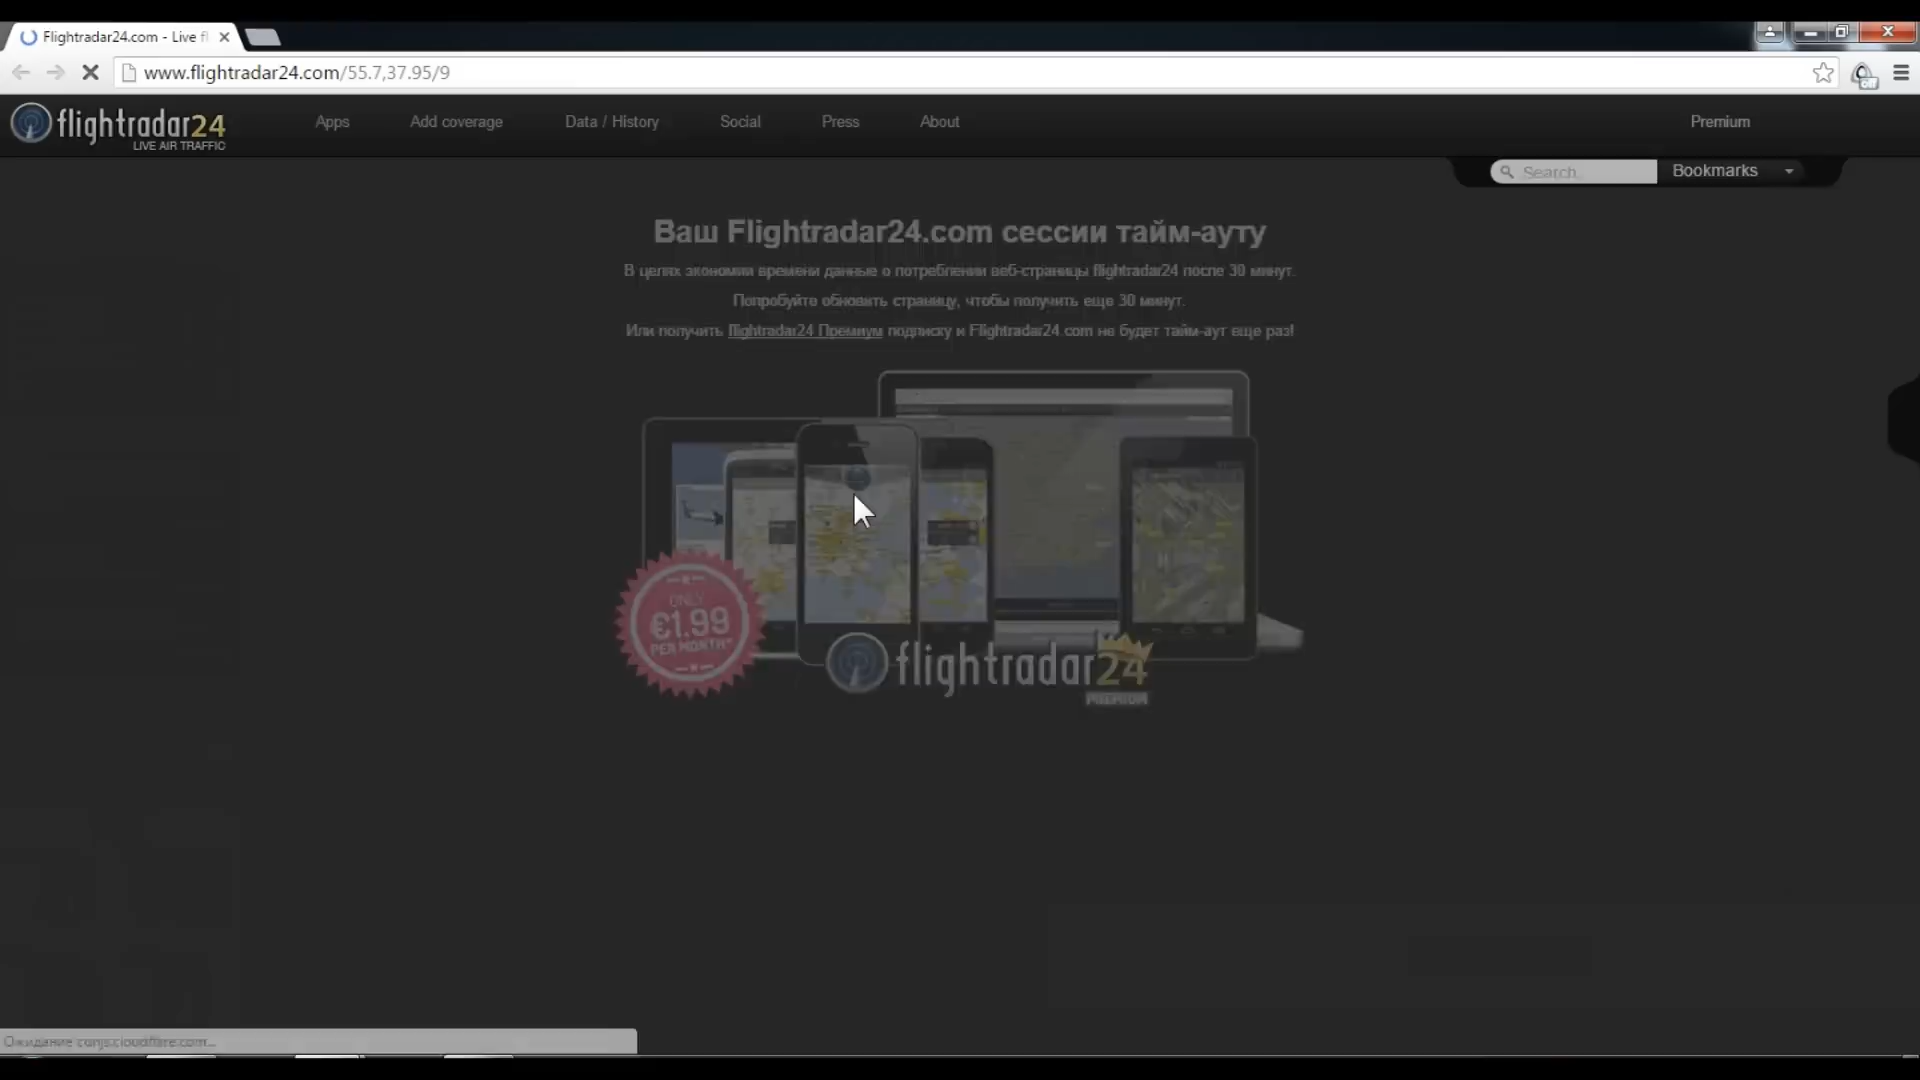 Flightradar24.com - Live fl
www.flightradar24.com/55.7,37.95/9
flightradar24
LIVE AIR TRAFFIC
Apps
Add coverage
Data / History
Social
Press
About
Premium
Search
Bookmarks
Ваш Flightradar24.com сессии тайм-ауту
В целях экономии времени данные о потреблении веб-страницы flightradar24 после 30 минут.
Попробуйте обновить страницу, чтобы получить еще 30 минут.
Или получить flightradar24 Премиум подписку и Flightradar24.com не будет тайм-аут еще раз!
ONLY
€1.99
PER MONTH*
flightradar24
PREMIUM
Ожидание